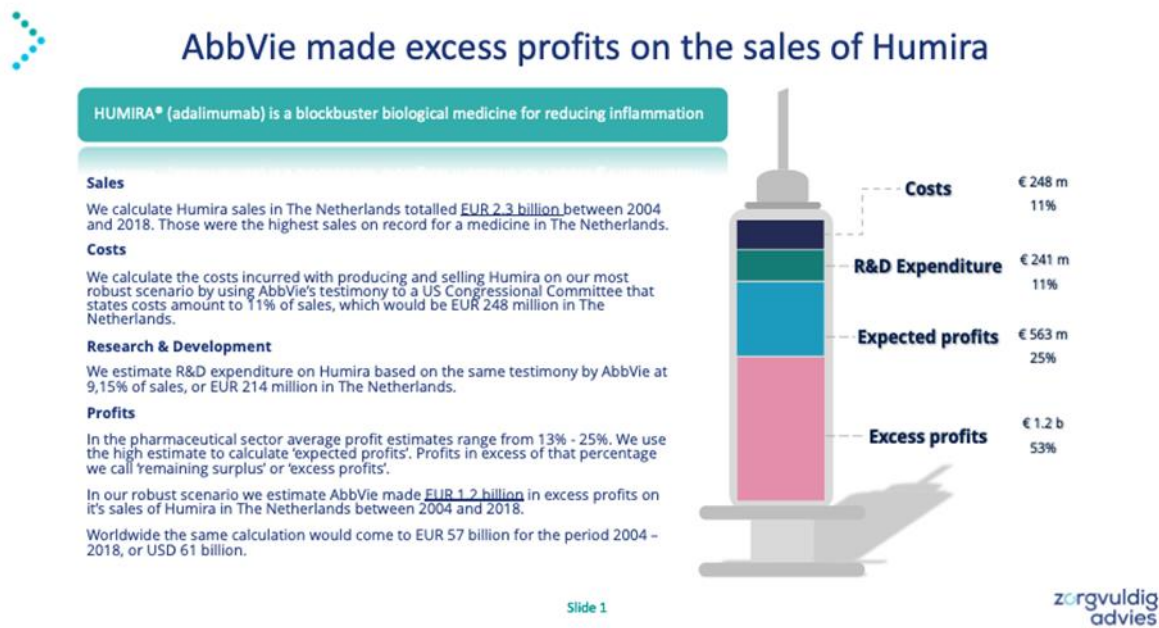 AbbVie made excess profits on the sales of Humira
HUMIRA® (adalimumab) is a blockbuster biological medicine for reducing inflammation
Sales
We calculate Humira sales in The Netherlands totalled EUR 2.3 billion between 2004
and 2018. Those were the highest sales on record for a medicine in The Netherlands.
Costs
We calculate the costs incurred with producing and selling Humira on our most
robust scenario by using AbbVie's testimony to a US Congressional Committee that
states costs amount to 11% of sales, which would be EUR 248 million in The
Netherlands.
Research & Development
We estimate R&D expenditure on Humira based on the same testimony by AbbVie at
9,15% of sales, or EUR 214 million in The Netherlands.
Profits
In the pharmaceutical sector average profit estimates range from 13% - 25%. We use
the high estimate to calculate 'expected profits'. Profits in excess of that percentage
we call 'remaining surplus' or 'excess profits'.
In our robust scenario we estimate AbbVie made EUR 1.2 billion in excess profits on
it's sales of Humira in The Netherlands between 2004 and 2018.
Worldwide the same calculation would come to EUR 57 billion for the period 2004 –
2018, or USD 61 billion.
Costs
€ 248 m
11%
R&D Expenditure
€ 241 m
11%
Expected profits
€ 563 m
25%
Excess profits
€ 1.2 b
53%
Slide 1
zorgvuldig
advies